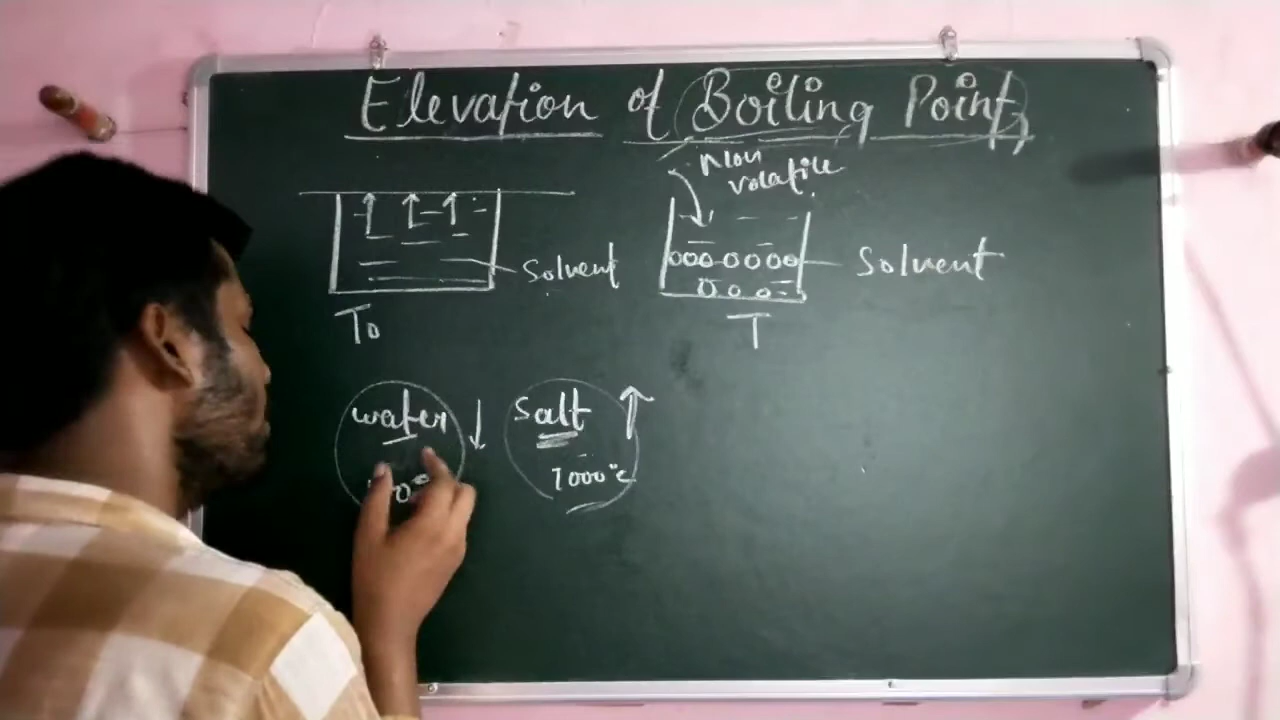 Elevation of Boiling Point
Non
volatile
Solvent
Solvent
To
T
water
salt
1000°c